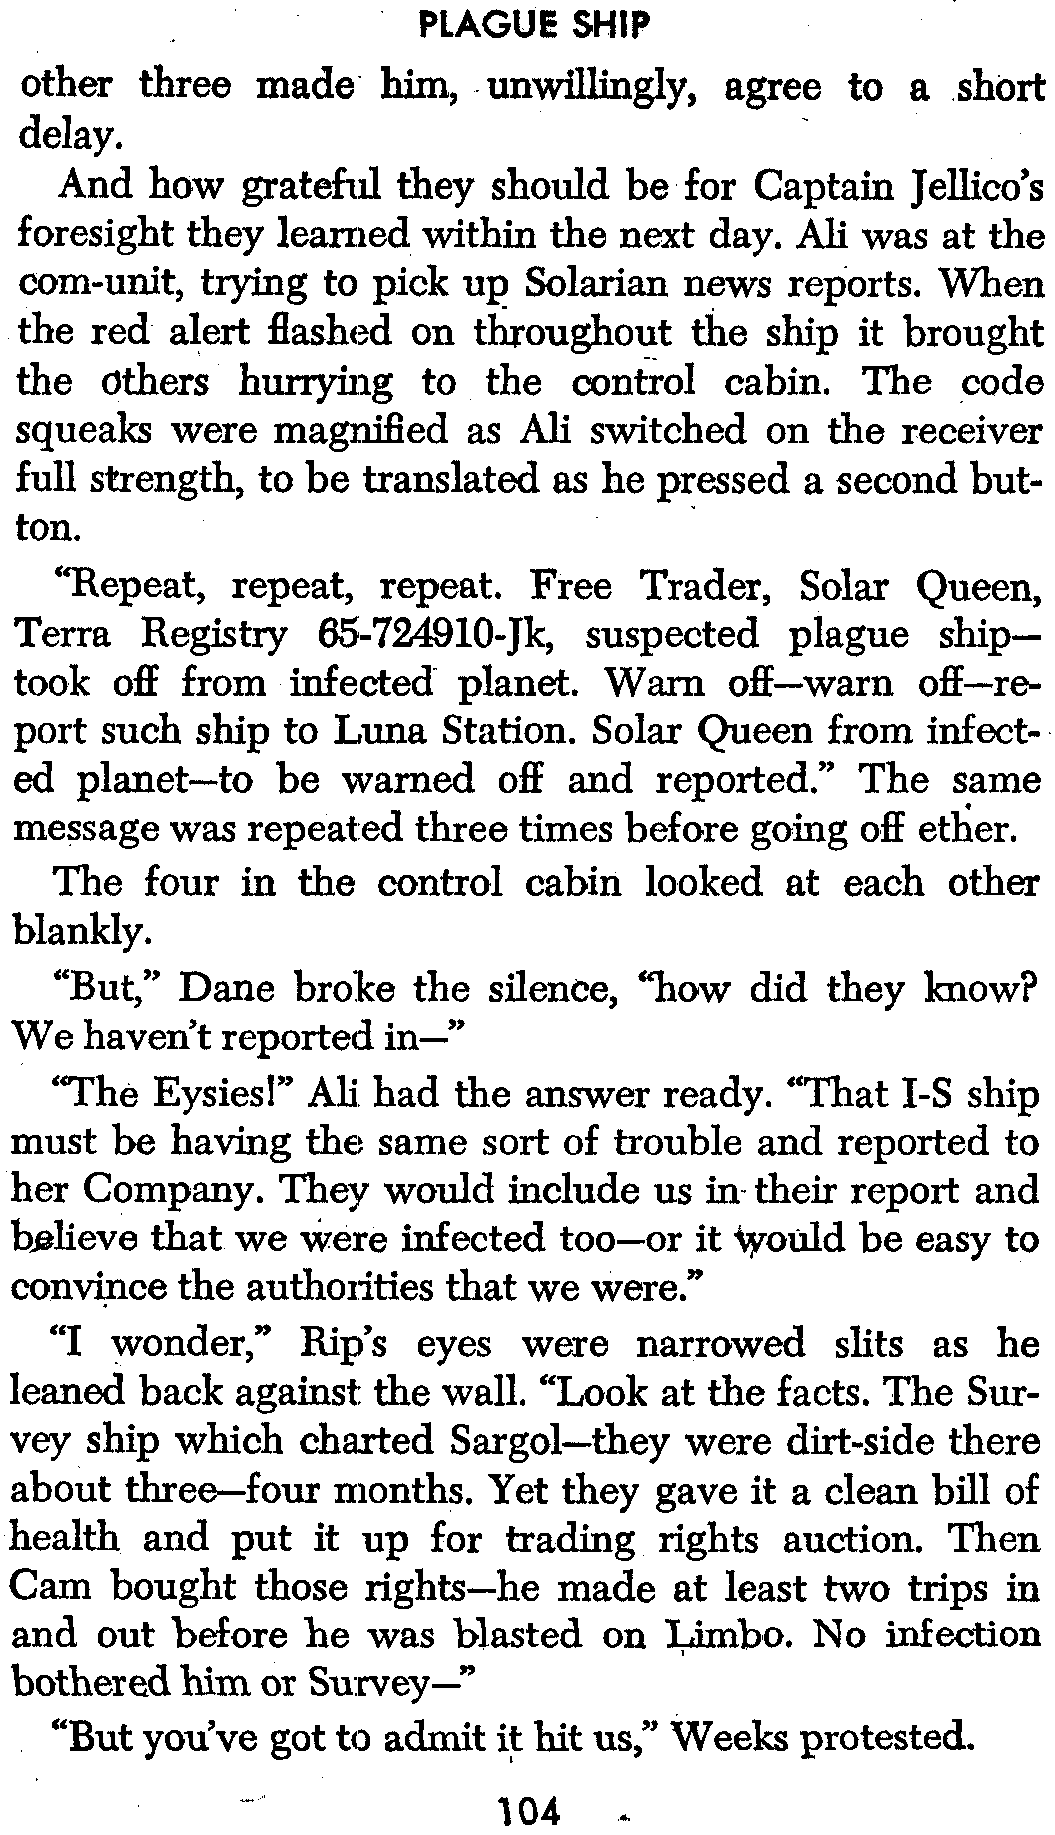 PLAGUE SHIP
other three made him, unwillingly, agree to a short
delay.
And how grateful they should be for Captain Jellico's
foresight they learned within the next day. Ali was at the
com-unit, trying to pick up Solarian news reports. When
the red alert flashed on throughout the ship it brought
the others hurrying to the control cabin. The code
squeaks were magnified as Ali switched on the receiver
full strength, to be translated as he pressed a second but-
ton.
“Repeat, repeat, repeat. Free Trader, Solar Queen,
Terra Registry 65-724910-Jk, suspected plague ship—
took off from infected planet. Warn off—warn off—re-
port such ship to Luna Station. Solar Queen from infect-
ed planet—to be warned off and reported.” The same
message was repeated three times before going off ether.
The four in the control cabin looked at each other
blankly.
“But,” Dane broke the silence, “how did they know?
We haven't reported in—”
“The Eysies!” Ali had the answer ready. “That I-S ship
must be having the same sort of trouble and reported to
her Company. They would include us in their report and
believe that we were infected too—or it would be easy to
convince the authorities that we were.”
“I wonder,” Rip's eyes were narrowed slits as he
leaned back against the wall. “Look at the facts. The Sur-
vey ship which charted Sargol—they were dirt-side there
about three—four months. Yet they gave it a clean bill of
health and put it up for trading rights auction. Then
Cam bought those rights—he made at least two trips in
and out before he was blasted on Limbo. No infection
bothered him or Survey—”
“But you've got to admit it hit us,” Weeks protested.
104